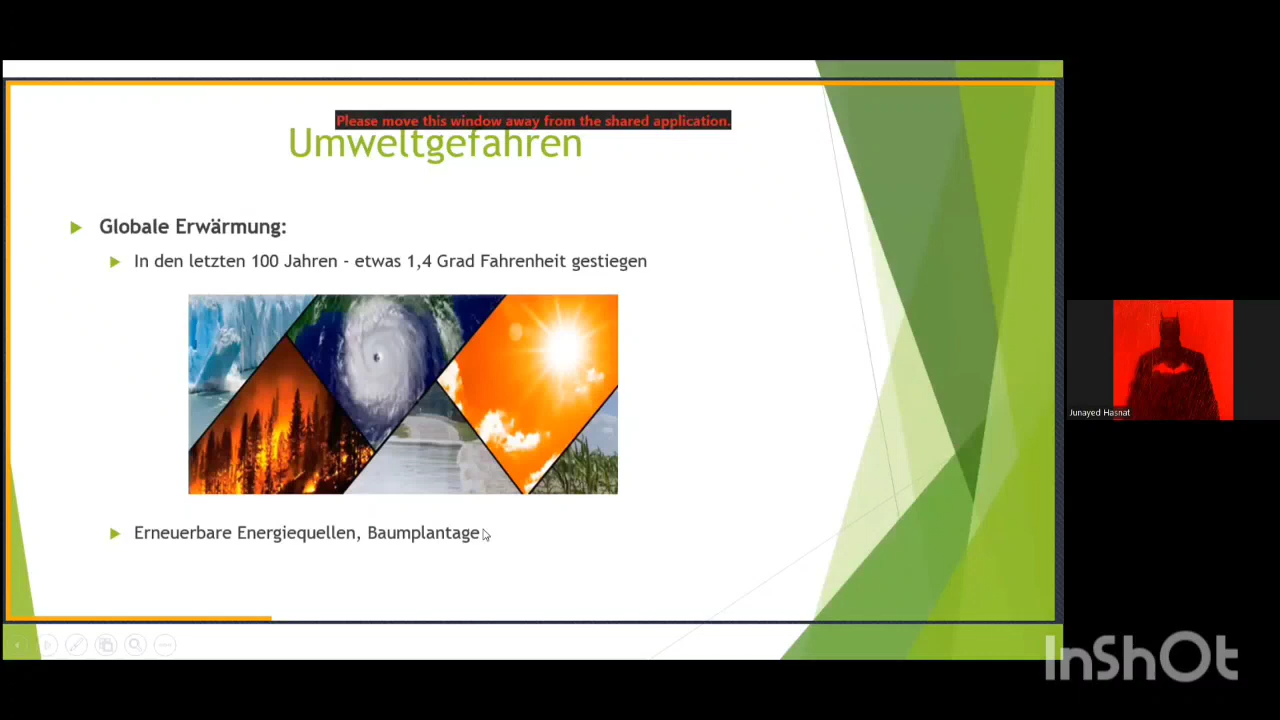 Please move this window away from the shared application.
Umweltgefahren
Globale Erwärmung:
In den letzten 100 Jahren - etwas 1,4 Grad Fahrenheit gestiegen
Erneuerbare Energiequellen, Baumplantage
Junayed Hasnat
InShOt